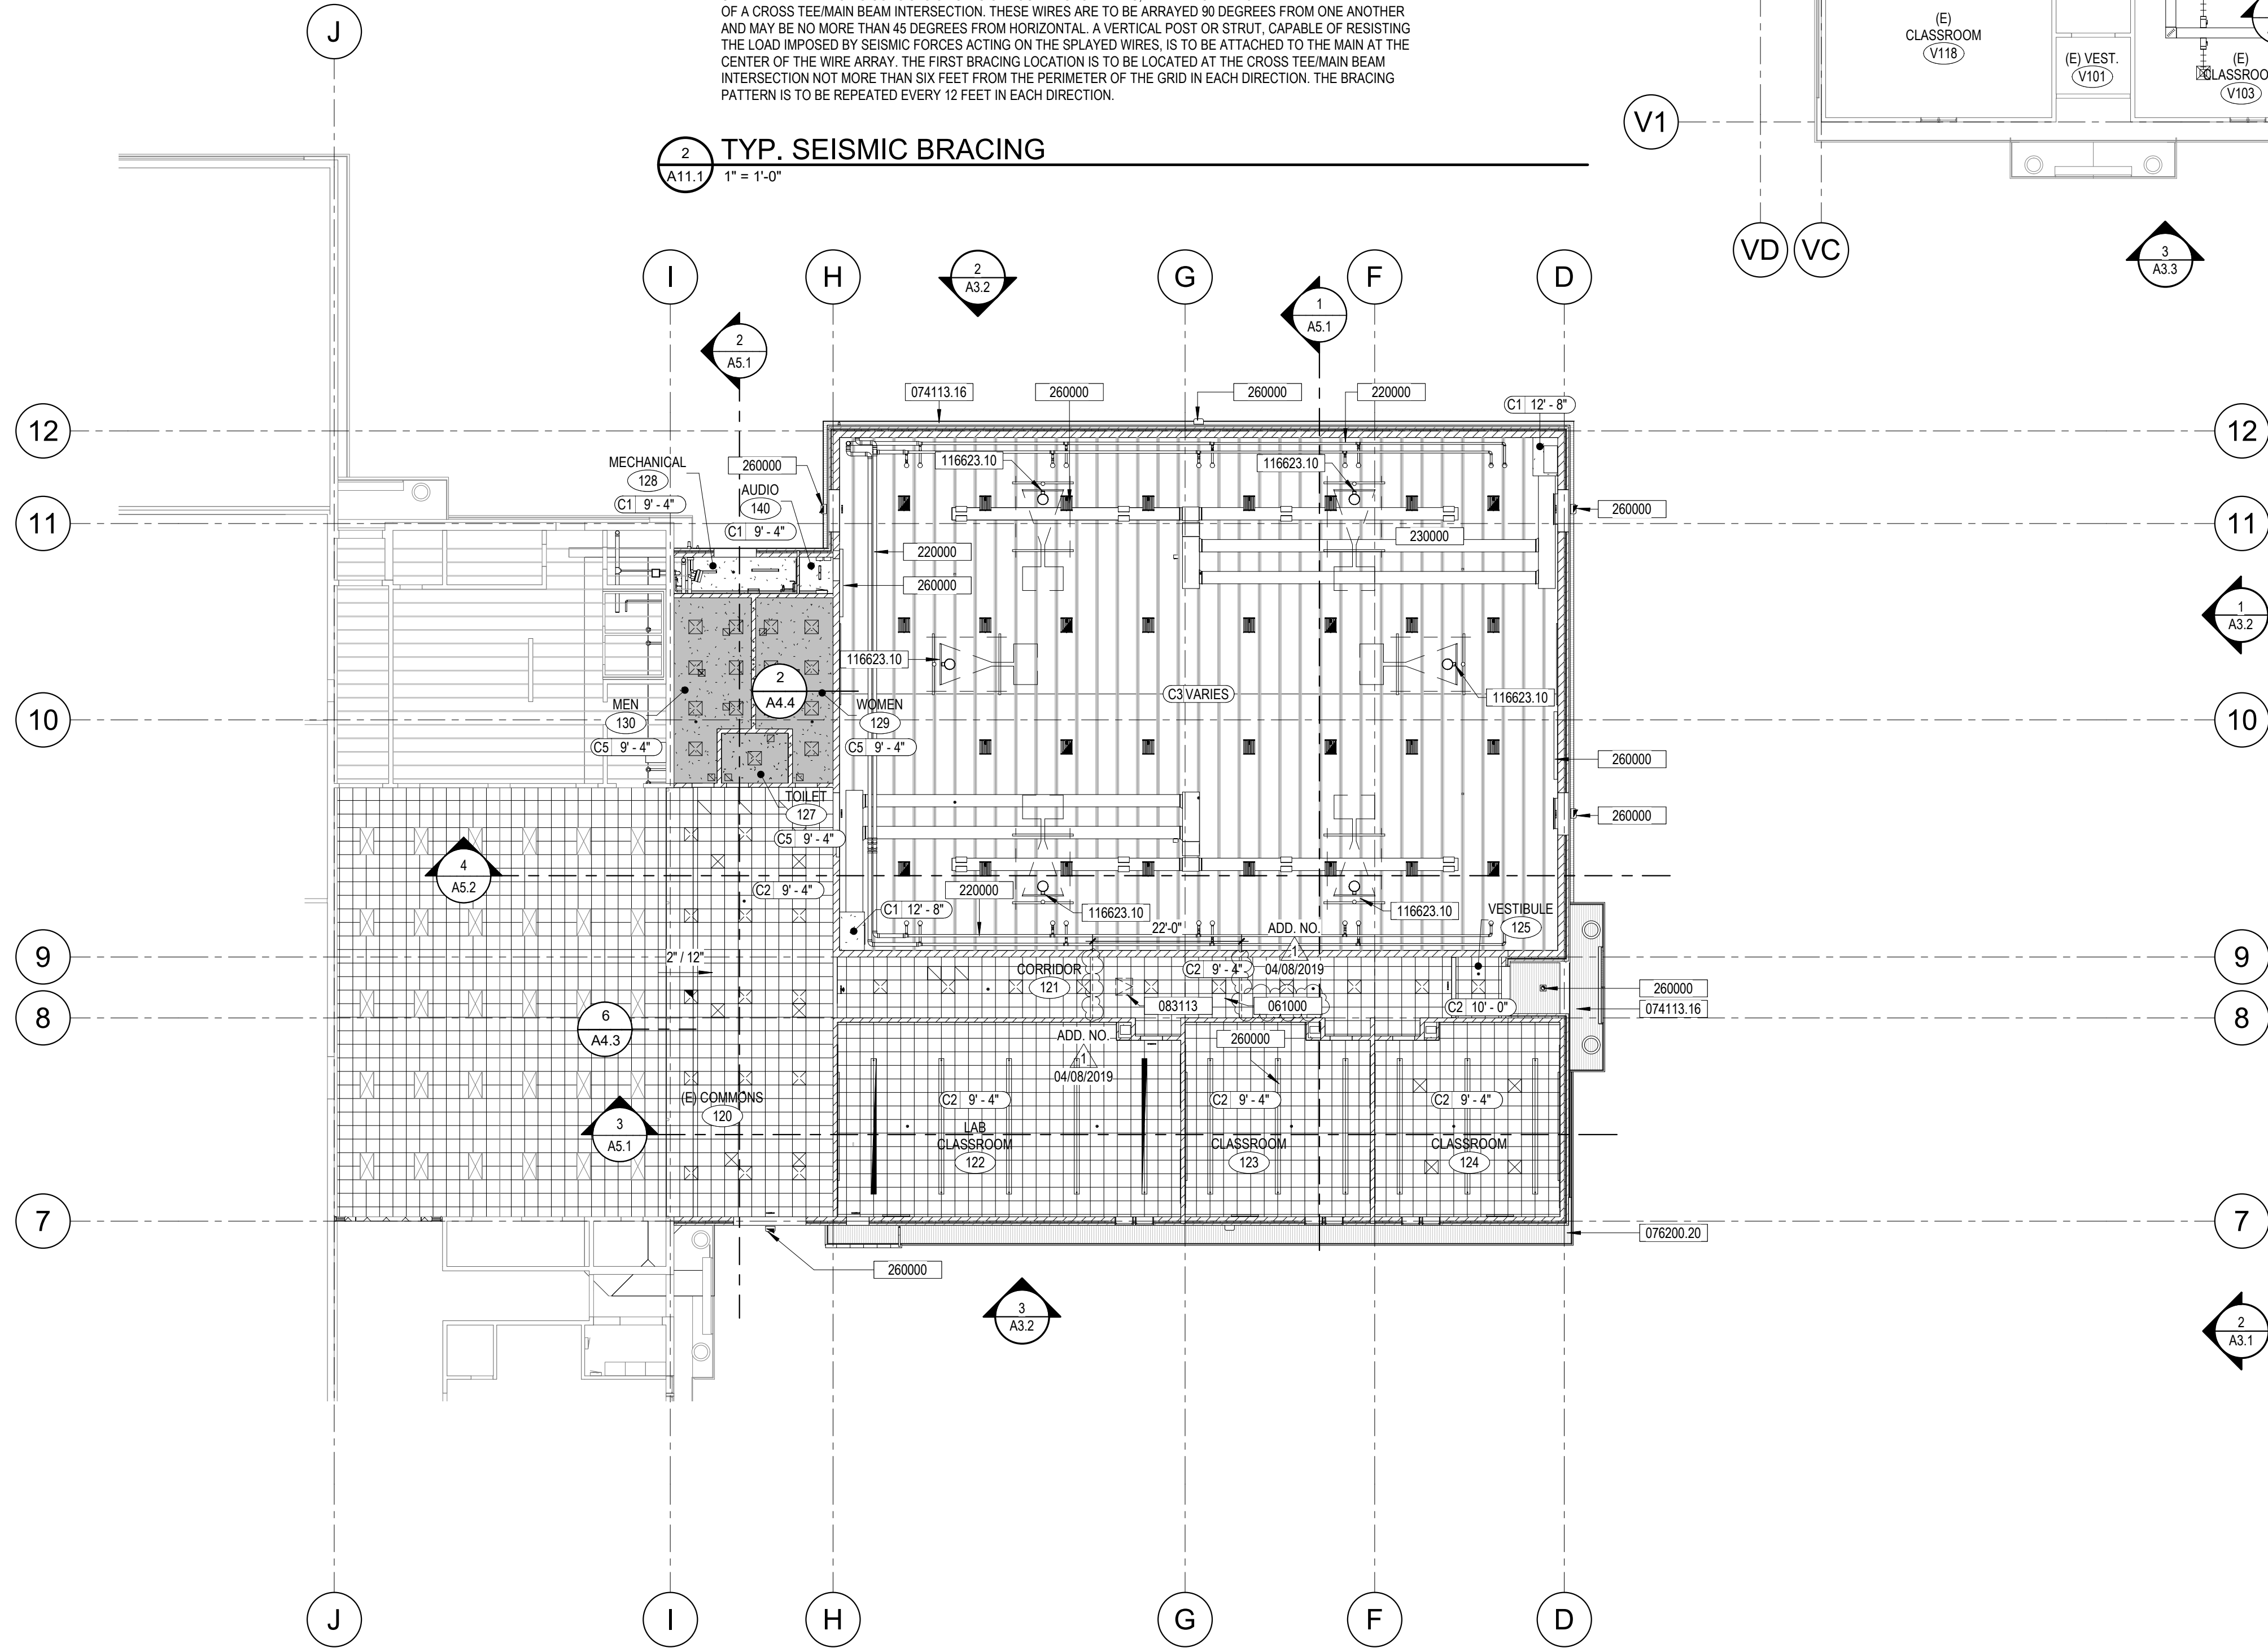 OF A CROSS TEE/MAIN BEAM INTERSECTION. THESE WIRES ARE TO BE ARRAYED 90 DEGREES FROM ONE ANOTHER
AND MAY BE NO MORE THAN 45 DEGREES FROM HORIZONTAL. A VERTICAL POST OR STRUT, CAPABLE OF RESISTING
THE LOAD IMPOSED BY SEISMIC FORCES ACTING ON THE SPLAYED WIRES, IS TO BE ATTACHED TO THE MAIN AT THE
CENTER OF THE WIRE ARRAY. THE FIRST BRACING LOCATION IS TO BE LOCATED AT THE CROSS TEE/MAIN BEAM
INTERSECTION NOT MORE THAN SIX FEET FROM THE PERIMETER OF THE GRID IN EACH DIRECTION. THE BRACING
PATTERN IS TO BE REPEATED EVERY 12 FEET IN EACH DIRECTION.
2
A11.1
TYP. SEISMIC BRACING
1" = 1'-0"
J
(E)
CLASSROOM
V118
(E) VEST.
V101
(E)
V103
V1
VD
VC
3
A3.3
I
H
G
F
D
2
A3.2
1
A5.1
2
A5.1
074113.16
260000
260000
220000
C1 12' - 8"
12
12
MECHANICAL
128
C1 9' - 4"
260000
AUDIO
140
C1 9' - 4"
116623.10
116623.10
11
260000
11
230000
220000
260000
1
A3.2
116623.10
2
A4.4
C3 VARIES
116623.10
MEN
130
C5 9' - 4"
WOMEN
129
C5 9' - 4"
10
10
260000
TOILET
127
C5 9' - 4"
260000
4
A5.2
C2 9' - 4"
220000
C1 12' - 8"
116623.10
116623.10
VESTIBULE
125
22'-0"
ADD. NO.
1
04/08/2019
9
9
2" / 12"
CORRIDOR
121
C2 9' - 4"
260000
083113
061000
C2 10' - 0"
074113.16
8
8
6
A4.3
ADD. NO.
1
04/08/2019
260000
(E) COMMONS
120
C2 9' - 4"
C2 9' - 4"
C2 9' - 4"
3
A5.1
LAB
CLASSROOM
122
CLASSROOM
123
CLASSROOM
124
7
7
076200.20
260000
3
A3.2
2
A3.1
J
I
H
G
F
D